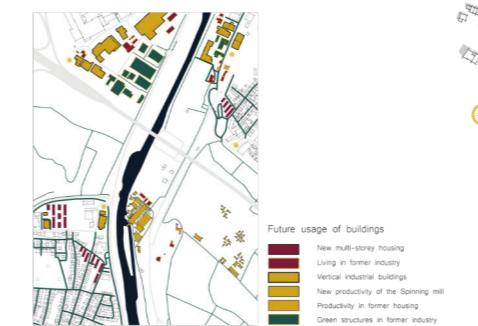 Future usage of buildings
New multi-storey housing
Living in former industry
Vertical industrial buildings
New productivity of the Spinning mill
Productivity in former housing
Green structures in former industry